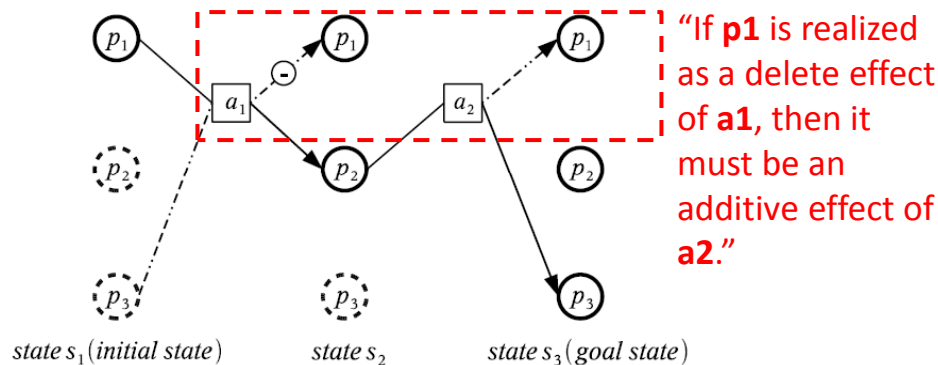 p1 p1 p1
-
a1 a2
p2 p2 p2
p3 p3 p3
state s1(initial state) state s2 state s3(goal state)
“If p1 is realized
as a delete effect
of a1, then it
must be an
additive effect of
a2.”